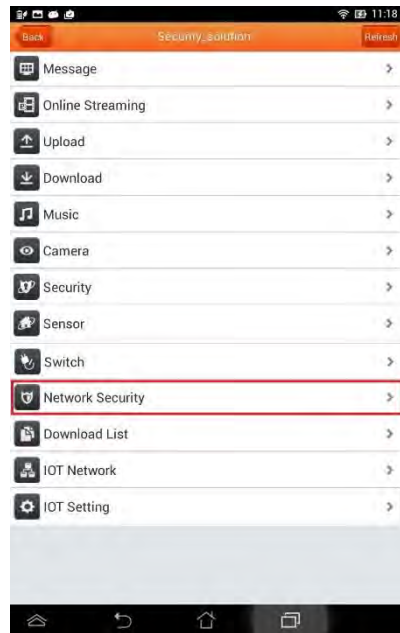 11:18
Back Security_solution Refresh
Message
Online Streaming
Upload
Download
Music
Camera
Security
Sensor
Switch
Network Security
Download List
IOT Network
IOT Setting